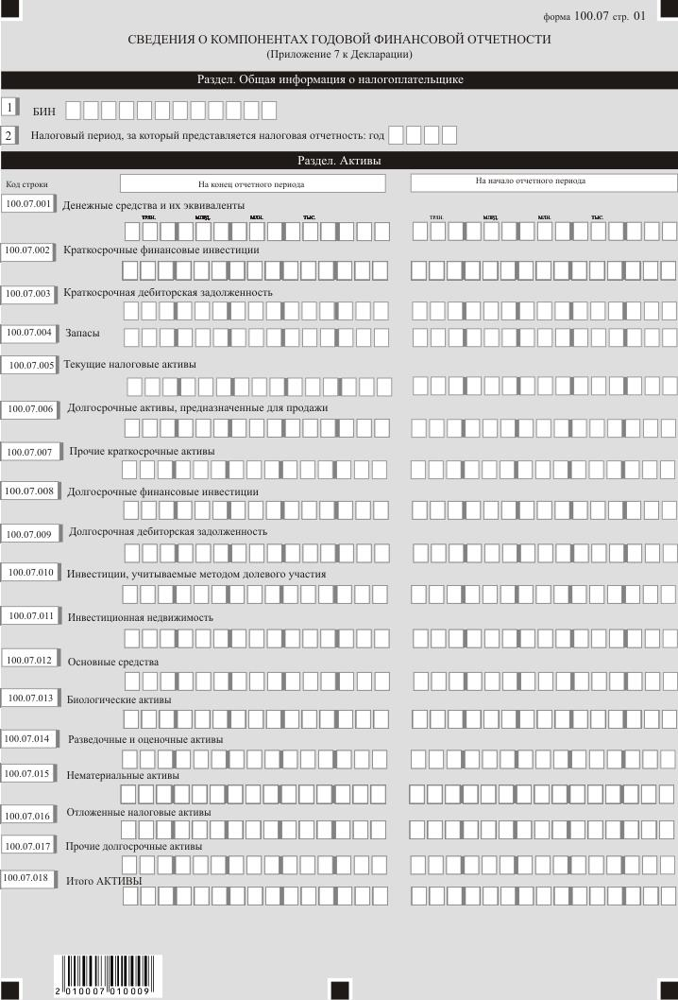 форма 100.07 стр. 01
СВЕДЕНИЯ О КОМПОНЕНТАХ ГОДОВОЙ ФИНАНСОВОЙ ОТЧЕТНОСТИ
(Приложение 7 к Декларации)
Раздел. Общая информация о налогоплательщике
1 БИН
2 Налоговый период, за который представляется налоговая отчетность: год
Раздел. Активы
Код строки На конец отчетного периода На начало отчетного периода
100.07.001 Денежные средства и их эквиваленты
трлн. млрд. млн. тыс. трлн. млрд. млн. тыс.
100.07.002 Краткосрочные финансовые инвестиции
100.07.003 Краткосрочная дебиторская задолженность
100.07.004 Запасы
100.07.005 Текущие налоговые активы
100.07.006 Долгосрочные активы, предназначенные для продажи
100.07.007 Прочие краткосрочные активы
100.07.008 Долгосрочные финансовые инвестиции
100.07.009 Долгосрочная дебиторская задолженность
100.07.010 Инвестиции, учитываемые методом долевого участия
100.07.011 Инвестиционная недвижимость
100.07.012 Основные средства
100.07.013 Биологические активы
100.07.014 Разведочные и оценочные активы
100.07.015 Нематериальные активы
100.07.016 Отложенные налоговые активы
100.07.017 Прочие долгосрочные активы
100.07.018 Итого АКТИВЫ
2 010007 010009